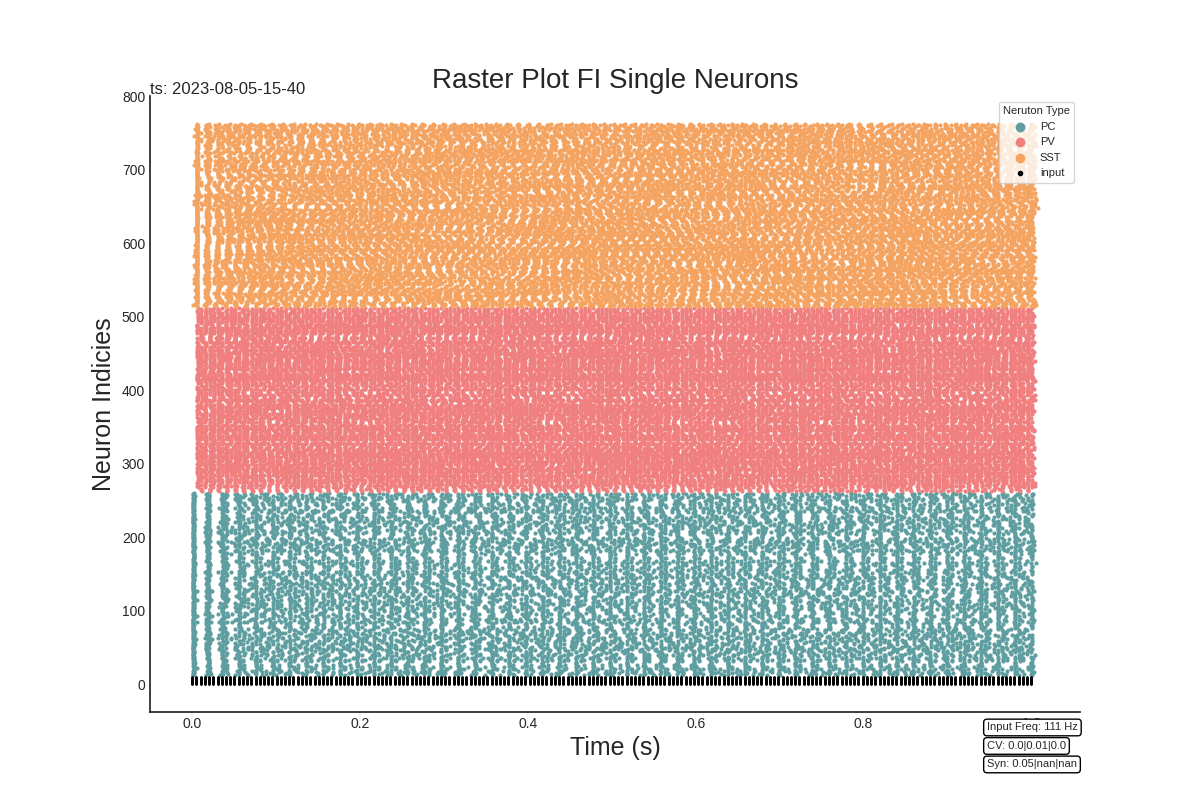 Raster Plot FI Single Neurons
ts: 2023-08-05-15-40
800
700
600
500
400
300
200
100
0
Neuron Indicies
Neruton Type
PC
PV
SST
input
0.0
0.2
0.4
0.6
0.8
Time (s)
Input Freq: 111 Hz
CV: 0.0|0.01|0.0
Syn: 0.05|nan|nan